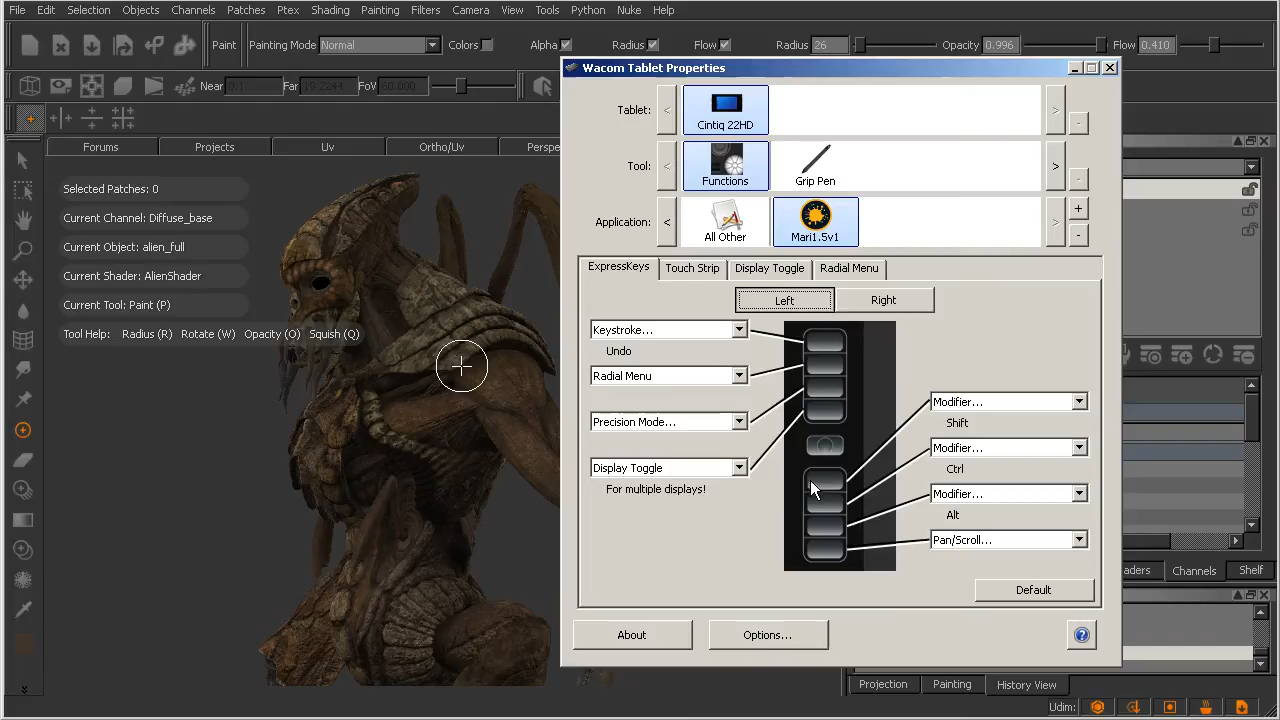 File Edit Selection Objects Channels Patches Ptex Shading Painting Filters Camera View Tools Python Nuke Help
Paint Painting Mode Normal Colors Alpha Radius Flow Radius 26 Opacity 0.996 Flow 0.410
Near 0.1 Far 19.2244 FoV
Forums Projects Uv Ortho/Uv Perspe
Selected Patches: 0
Current Channel: Diffuse_base
Current Object: alien_full
Current Shader: AlienShader
Current Tool: Paint (P)
Tool Help: Radius (R) Rotate (W) Opacity (O) Squish (Q)
Wacom Tablet Properties
Tablet: < Cintiq 22HD > -
Tool: < Functions Grip Pen > -
Application: < All Other Mari1.5v1 > + -
ExpressKeys Touch Strip Display Toggle Radial Menu
Left Right
Keystroke...
Undo
Radial Menu
Precision Mode...
Display Toggle
For multiple displays!
Modifier...
Shift
Modifier...
Ctrl
Modifier...
Alt
Pan/Scroll...
Default
About Options... ?
aders Channels Shelf
Projection Painting History View
Udim: